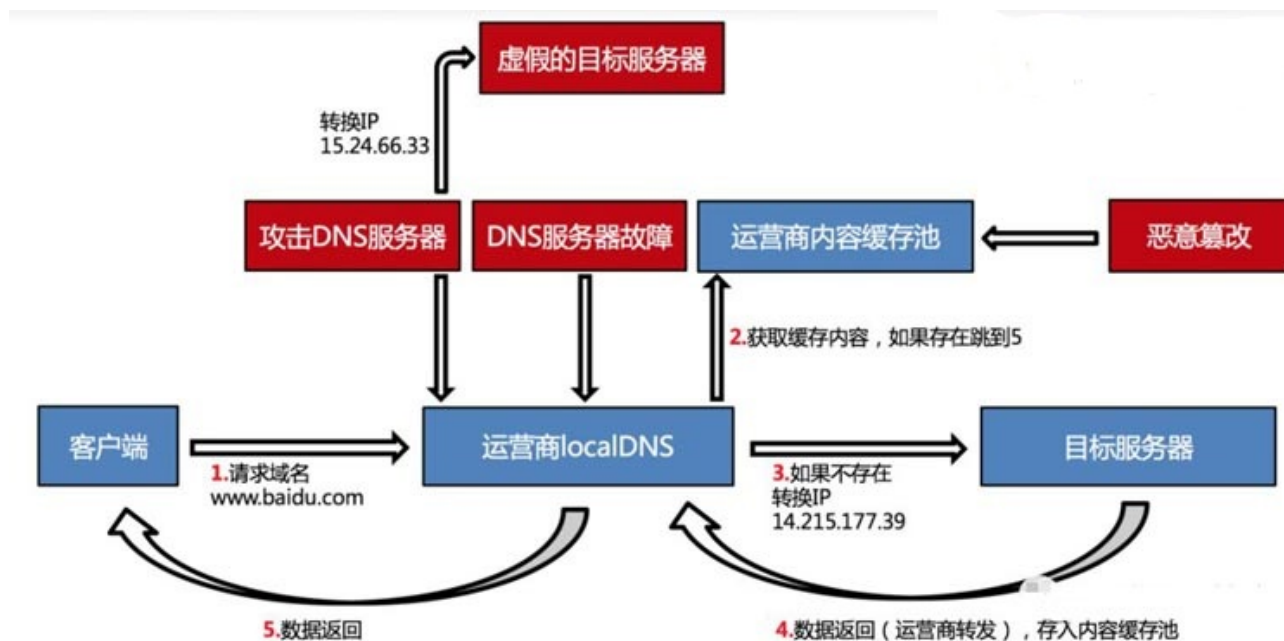 虚假的目标服务器
转换IP
15.24.66.33
攻击DNS服务器
DNS服务器故障
运营商内容缓存池
恶意篡改
2.获取缓存内容，如果存在跳到5
客户端
运营商localDNS
目标服务器
1.请求域名
www.baidu.com
3.如果不存在
转换IP
14.215.177.39
5.数据返回
4.数据返回（运营商转发），存入内容缓存池